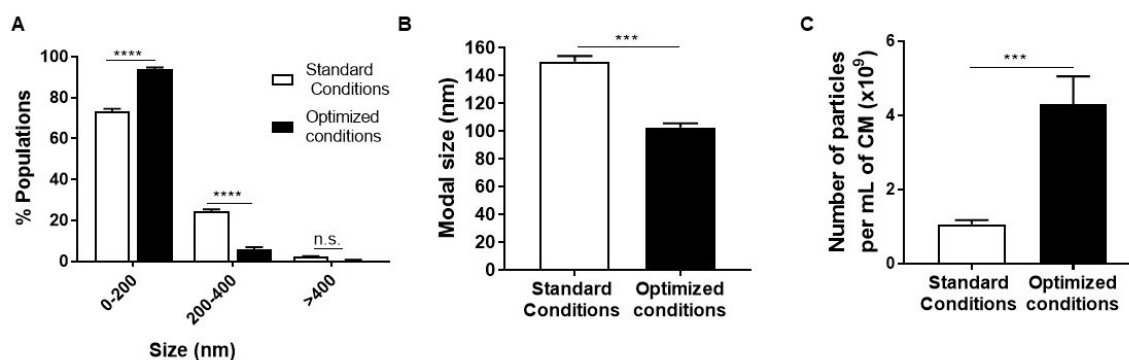 A
% Populations
100
80
60
40
20
0
****
****
n.s.
0-200
200-400
>400
Size (nm)
Standard
Conditions
Optimized
conditions
B
Modal size (nm)
160
140
120
100
80
60
40
20
0
***
Standard
Conditions
Optimized
conditions
C
Number of particles
per mL of CM (x10⁹)
6
4
2
0
***
Standard
Conditions
Optimized
conditions